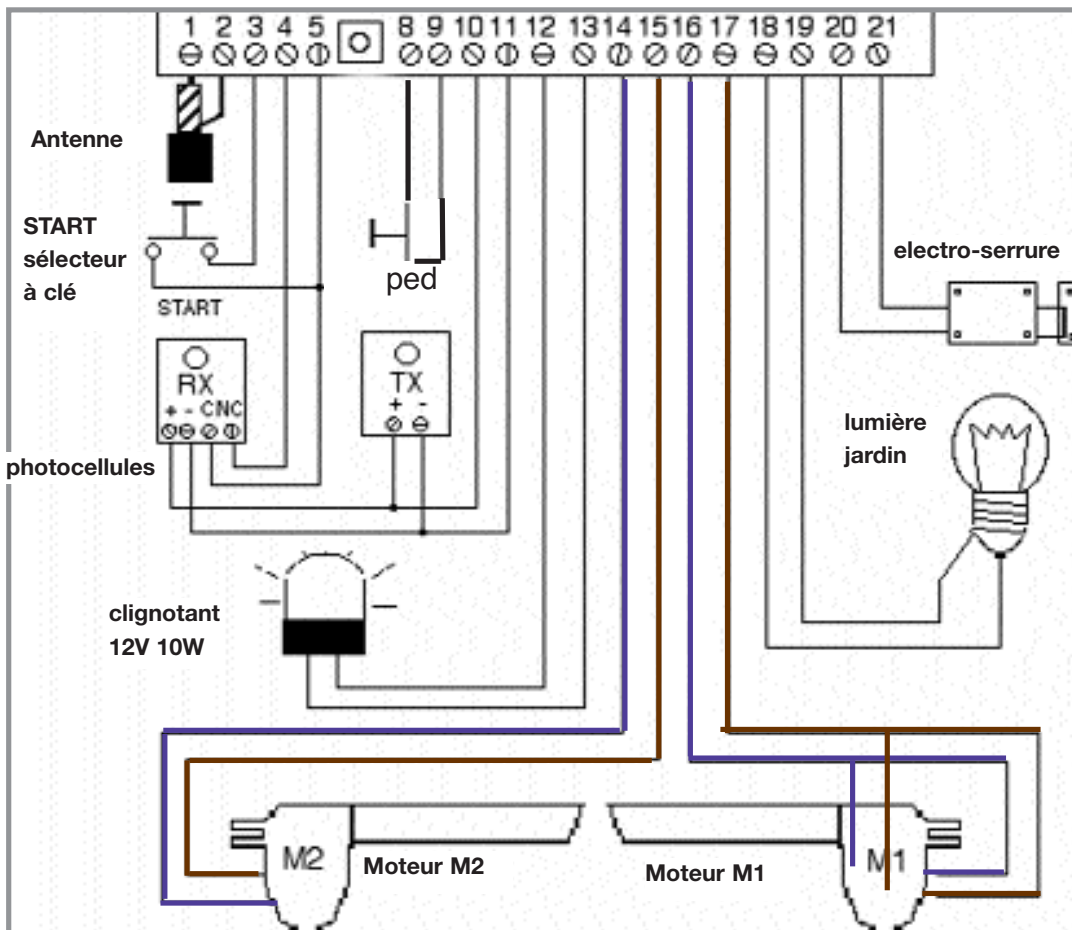 1 2 3 4 5 8 9 10 11 12 13 14 15 16 17 18 19 20 21
Antenne
START
sélecteur
à clé
START
ped
electro-serrure
RX
+ - C NC
TX
+ -
photocellules
lumière
jardin
clignotant
12V 10W
M2
Moteur M2
Moteur M1
M1